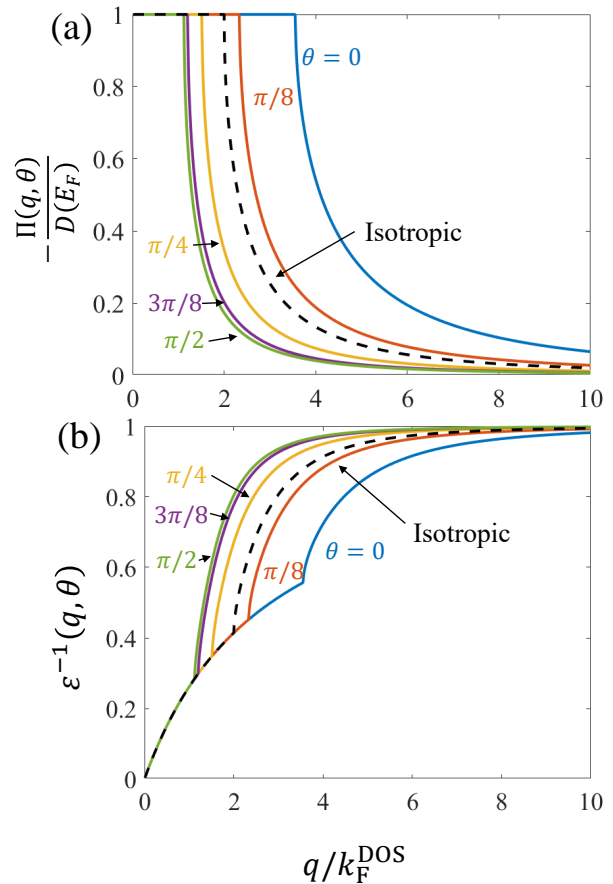 (a)
1
0.8
0.6
0.4
0.2
0
0 2 4 6 8 10
− Π(q, θ) / D(E_F)
θ = 0
π/8
Isotropic
π/4
3π/8
π/2
(b)
1
0.8
0.6
0.4
0.2
0
0 2 4 6 8 10
ε⁻¹(q, θ)
π/4
3π/8
π/2
π/8
θ = 0
Isotropic
q/k_F^DOS